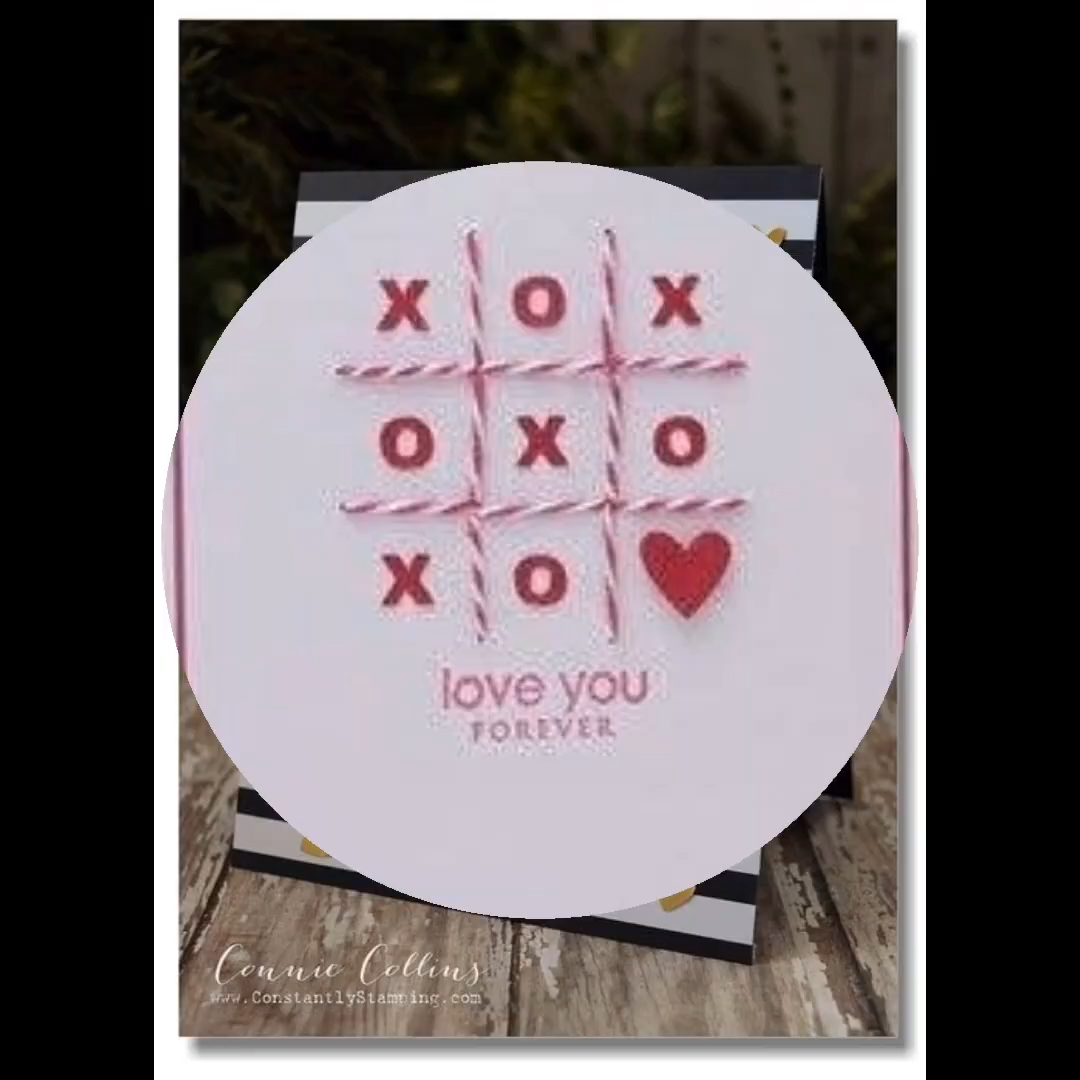 X O X
O X O
X O
love you
FOREVER
Connie Collins
www.ConstantlyStamping.com